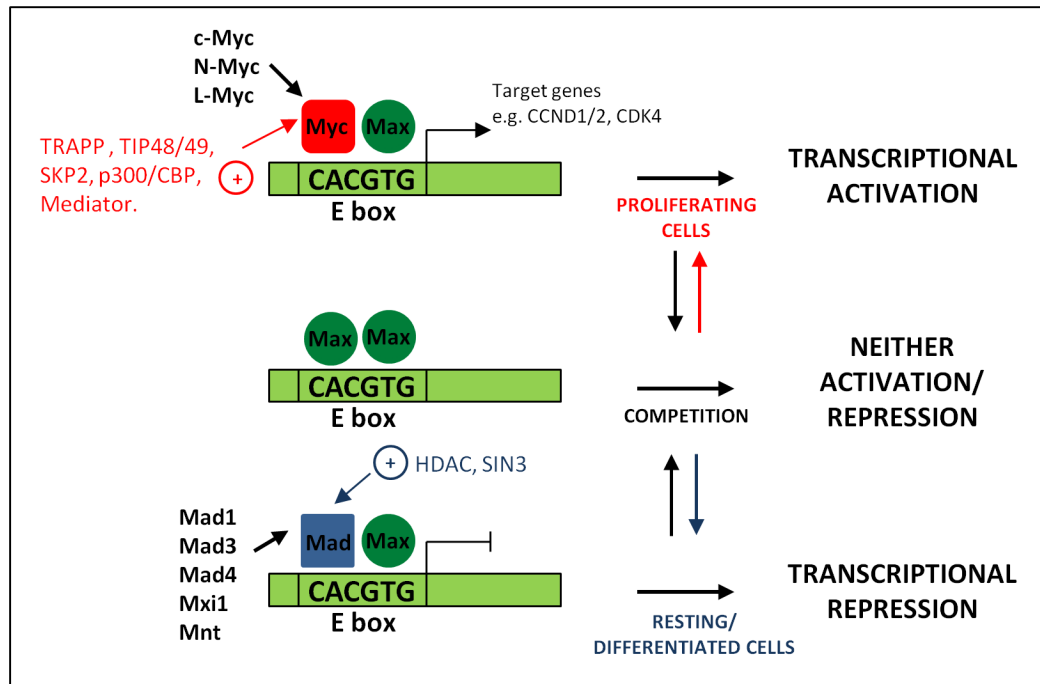 c-Myc
N-Myc
L-Myc
Myc
Max
Target genes
e.g. CCND1/2, CDK4
TRAPP , TIP48/49,
SKP2, p300/CBP,
Mediator.
+
CACGTG
E box
PROLIFERATING
CELLS
TRANSCRIPTIONAL
ACTIVATION
Max
Max
CACGTG
E box
COMPETITION
NEITHER
ACTIVATION/
REPRESSION
+
HDAC, SIN3
Mad1
Mad3
Mad4
Mxi1
Mnt
Mad
Max
CACGTG
E box
RESTING/
DIFFERENTIATED CELLS
TRANSCRIPTIONAL
REPRESSION